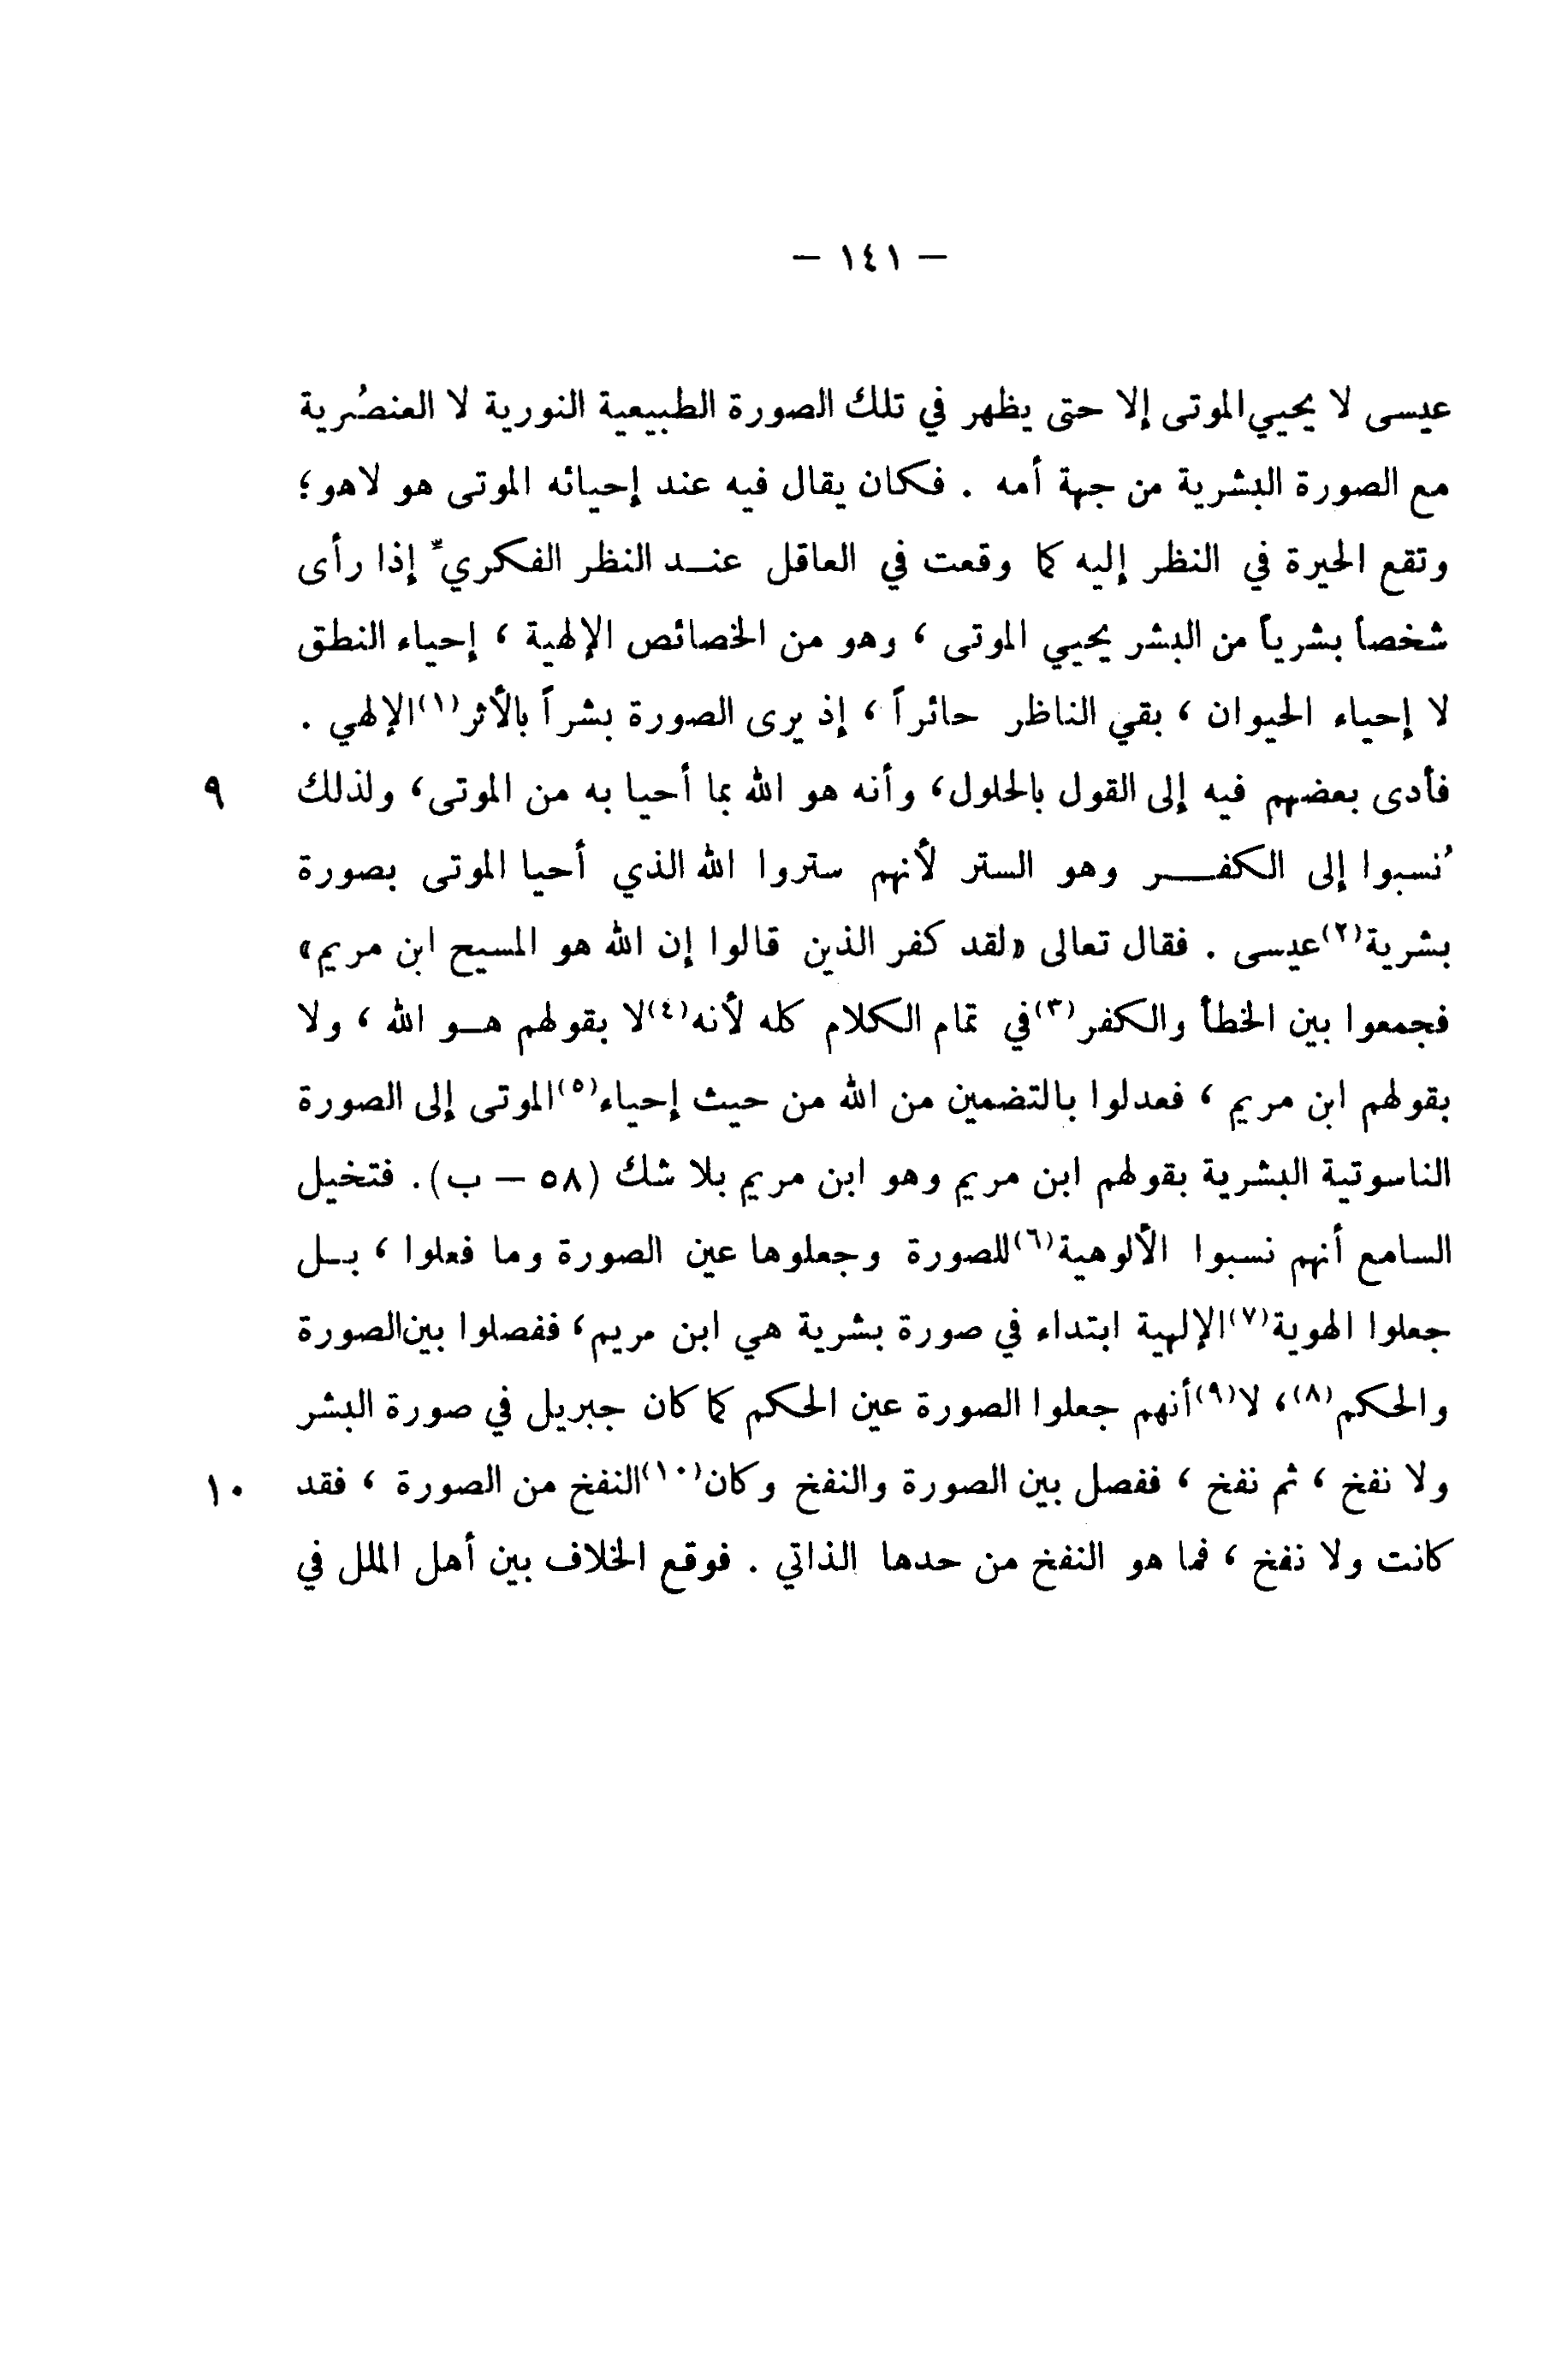 – ١٤١ –
عيسى لا يحيي الموتى إلا حتى يظهر في تلك الصورة الطبيعية النورية لا العنصُرية
مع الصورة البشرية من جهة أمه . فكان يقال فيه عند إحيائه الموتى هو لاهو؛
وتقع الحيرة في النظر إليه كما وقعت في العاقل عنـد النظر الفكريّ إذا رأى
شخصاً بشرياً من البشر يحيي الموتى ، وهو من الخصائص الإلهية ، إحياء النطق
لا إحياء الحيوان ، بقي الناظر حائراً ، إذ يرى الصورة بشراً بالأثر(١) الإلهي .
فأدى بعضهم فيه إلى القول بالحلول، وأنه هو الله بما أحيا به من الموتى، ولذلك ٩
نُسبوا إلى الكفـــر وهو الستر لأنهم ستروا الله الذي أحيا الموتى بصورة
بشرية(٢) عيسى . فقال تعالى «لقد كفر الذين قالوا إن الله هو المسيح ابن مريم»
فجمعوا بين الخطأ والكفر(٣) في تمام الكلام كله لأنه(٤) لا بقولهم هـو الله ، ولا
بقولهم ابن مريم ، فعدلوا بالتضمين من الله من حيث إحياء(٥) الموتى إلى الصورة
الناسوتية البشرية بقولهم ابن مريم وهو ابن مريم بلا شك (٥٨ – ب). فتخيل
السامع أنهم نسبوا الألوهية(٦) للصورة وجعلوها عين الصورة وما فعلوا ، بـل
جعلوا الهوية(٧) الإلهية ابتداء في صورة بشرية هي ابن مريم، ففصلوا بين الصورة
والحكم(٨)، لا(٩) أنهم جعلوا الصورة عين الحكم كما كان جبريل في صورة البشر
ولا نفخ ، ثم نفخ ، ففصل بين الصورة والنفخ وكان(١٠) النفخ من الصورة ، فقد ١٠
كانت ولا نفخ ، فما هو النفخ من حدها الذاتي . فوقع الخلاف بين أهل الملل في